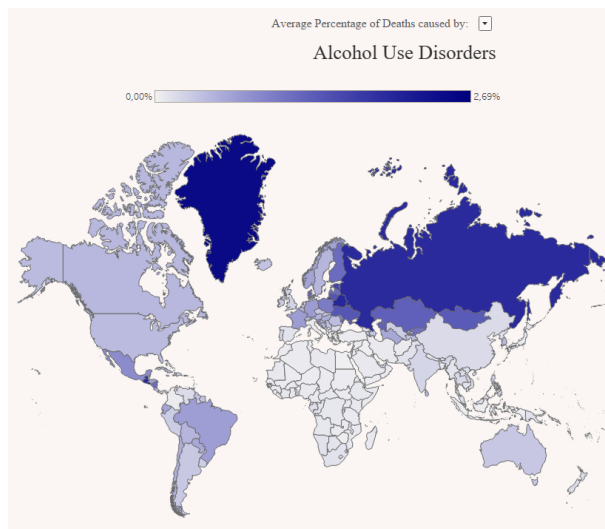 Average Percentage of Deaths caused by:
Alcohol Use Disorders
0,00% 2,69%